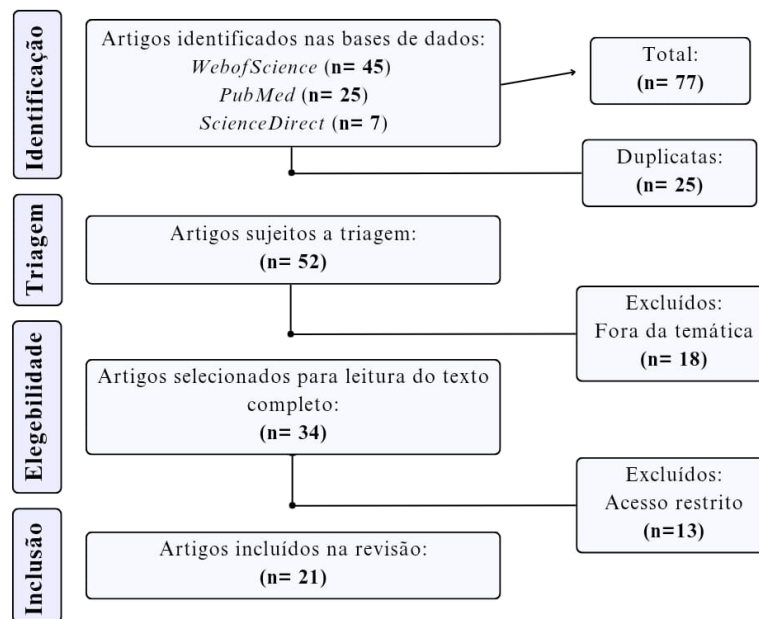 Identificação
Artigos identificados nas bases de dados:
WebofScience (n= 45)
PubMed (n= 25)
ScienceDirect (n= 7)
Total:
(n= 77)
Duplicatas:
(n= 25)
Triagem
Artigos sujeitos a triagem:
(n= 52)
Excluídos:
Fora da temática
(n= 18)
Elegebilidade
Artigos selecionados para leitura do texto
completo:
(n= 34)
Excluídos:
Acesso restrito
(n=13)
Inclusão
Artigos incluídos na revisão:
(n= 21)